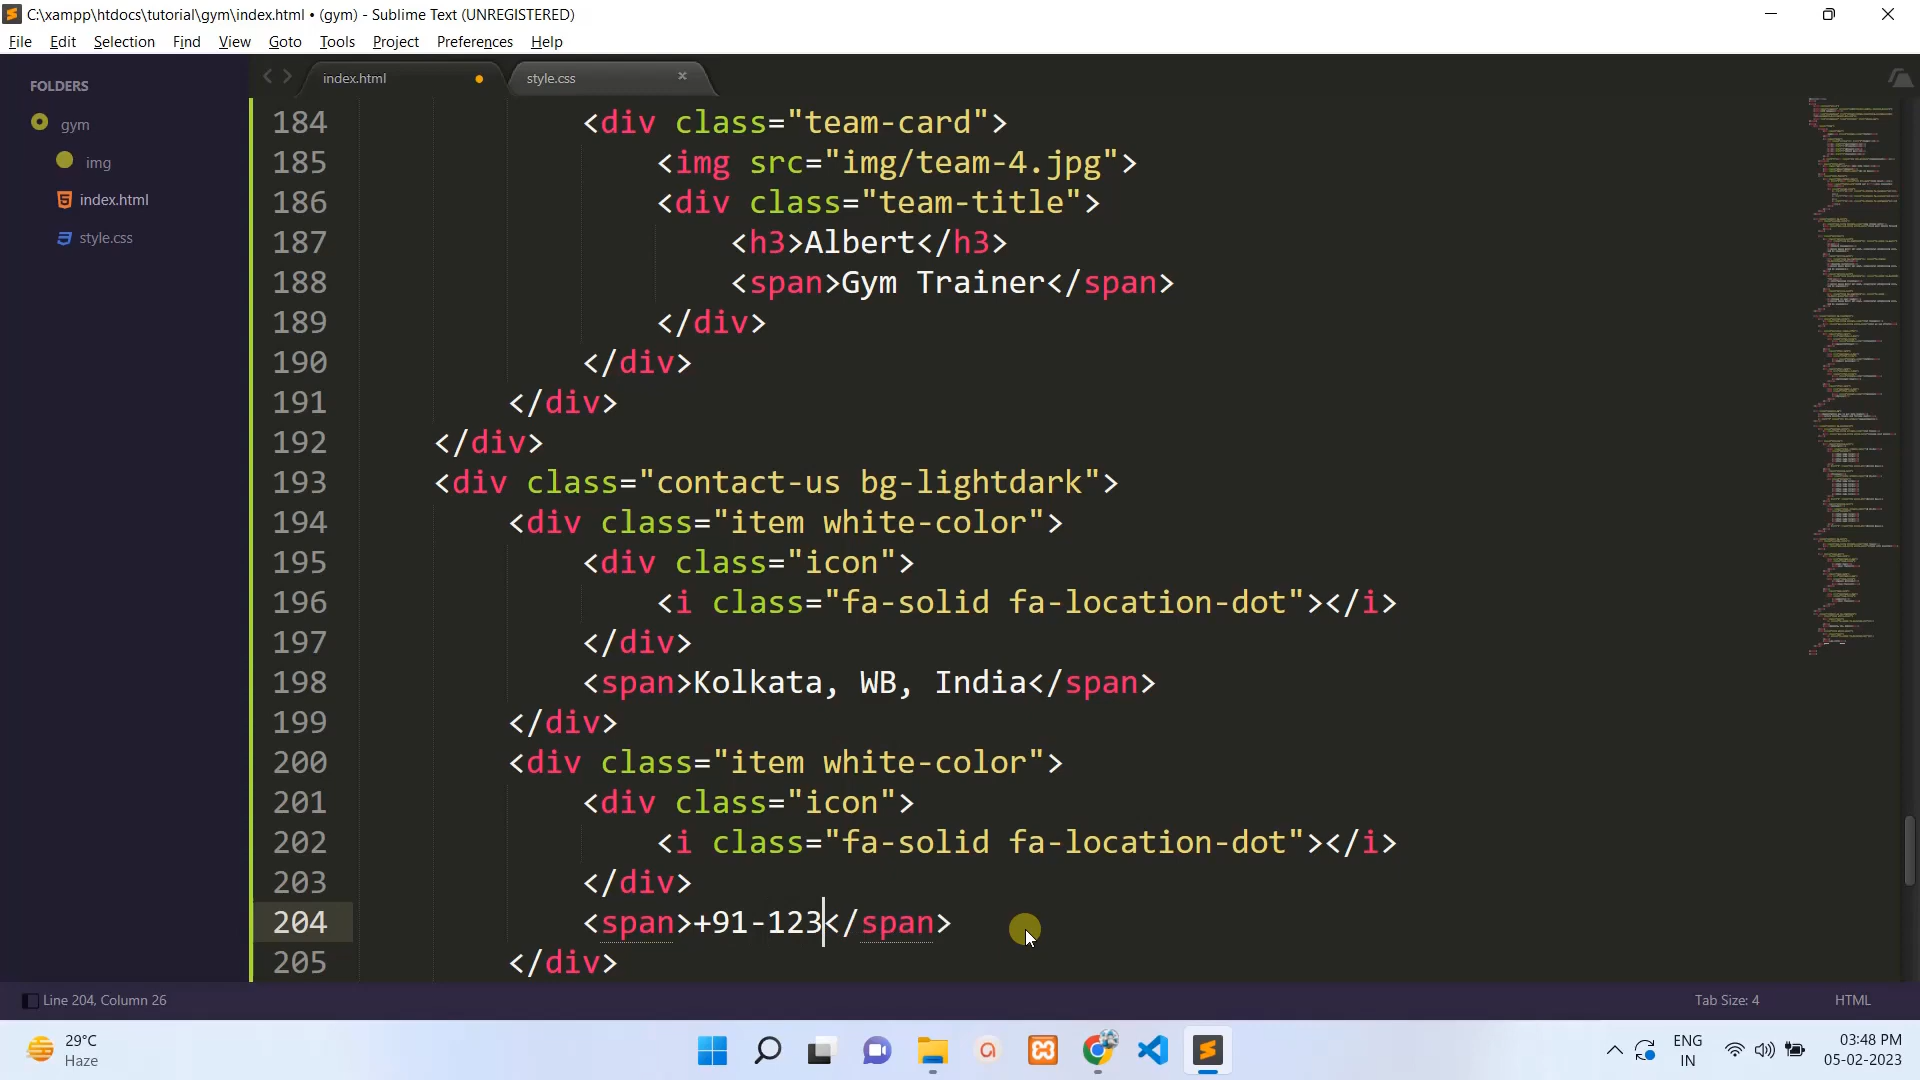 C:\xampp\htdocs\tutorial\gym\index.html • (gym) - Sublime Text (UNREGISTERED)
File Edit Selection Find View Goto Tools Project Preferences Help
FOLDERS
gym
img
index.html
style.css
index.html
style.css
184 <div class="team-card">
185 <img src="img/team-4.jpg">
186 <div class="team-title">
187 <h3>Albert</h3>
188 <span>Gym Trainer</span>
189 </div>
190 </div>
191 </div>
192 </div>
193 <div class="contact-us bg-lightdark">
194 <div class="item white-color">
195 <div class="icon">
196 <i class="fa-solid fa-location-dot"></i>
197 </div>
198 <span>Kolkata, WB, India</span>
199 </div>
200 <div class="item white-color">
201 <div class="icon">
202 <i class="fa-solid fa-location-dot"></i>
203 </div>
204 <span>+91-123</span>
205 </div>
Line 204, Column 26
Tab Size: 4
HTML
29°C
Haze
ENG
IN
03:48 PM
05-02-2023